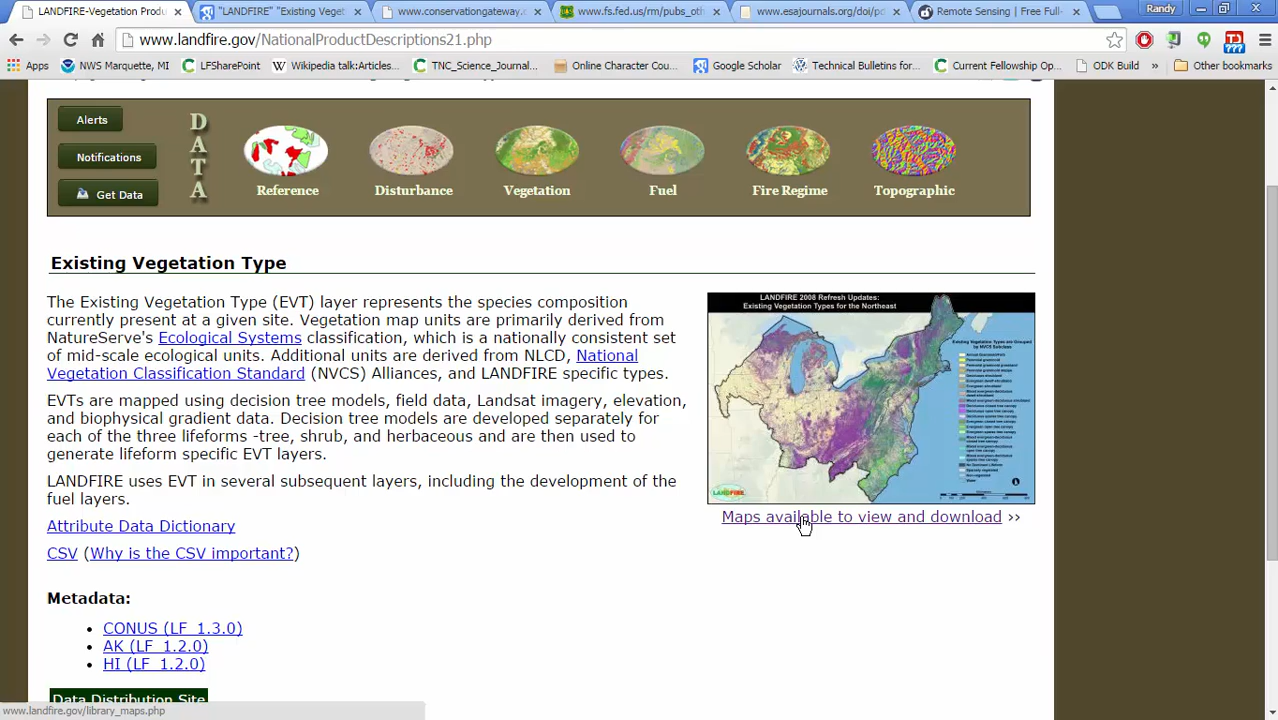 LANDFIRE-Vegetation Produ
"LANDFIRE" "Existing Veget
www.conservationgateway.c
www.fs.fed.us/rm/pubs_oth
www.esajournals.org/doi/pd
Remote Sensing | Free Full-
Randy
www.landfire.gov/NationalProductDescriptions21.php
Apps
NWS Marquette, MI
LFSharePoint
Wikipedia talk:Articles...
TNC_Science_Journal...
Online Character Cou...
Google Scholar
Technical Bulletins for...
Current Fellowship Op...
ODK Build
»
Other bookmarks
Alerts
Notifications
Get Data
DATA
Reference
Disturbance
Vegetation
Fuel
Fire Regime
Topographic
Existing Vegetation Type
The Existing Vegetation Type (EVT) layer represents the species composition
currently present at a given site. Vegetation map units are primarily derived from
NatureServe's Ecological Systems classification, which is a nationally consistent set
of mid-scale ecological units. Additional units are derived from NLCD, National
Vegetation Classification Standard (NVCS) Alliances, and LANDFIRE specific types.
EVTs are mapped using decision tree models, field data, Landsat imagery, elevation,
and biophysical gradient data. Decision tree models are developed separately for
each of the three lifeforms -tree, shrub, and herbaceous and are then used to
generate lifeform specific EVT layers.
LANDFIRE uses EVT in several subsequent layers, including the development of the
fuel layers.
Attribute Data Dictionary
CSV (Why is the CSV important?)
LANDFIRE 2008 Refresh Updates:
Existing Vegetation Types for the Northeast
Existing Vegetation Types are Grouped
by NVCS Subclass
LANDFIRE
Maps available to view and download >>
Metadata:
• CONUS (LF_1.3.0)
• AK (LF_1.2.0)
• HI (LF_1.2.0)
Data Distribution Site
www.landfire.gov/library_maps.php